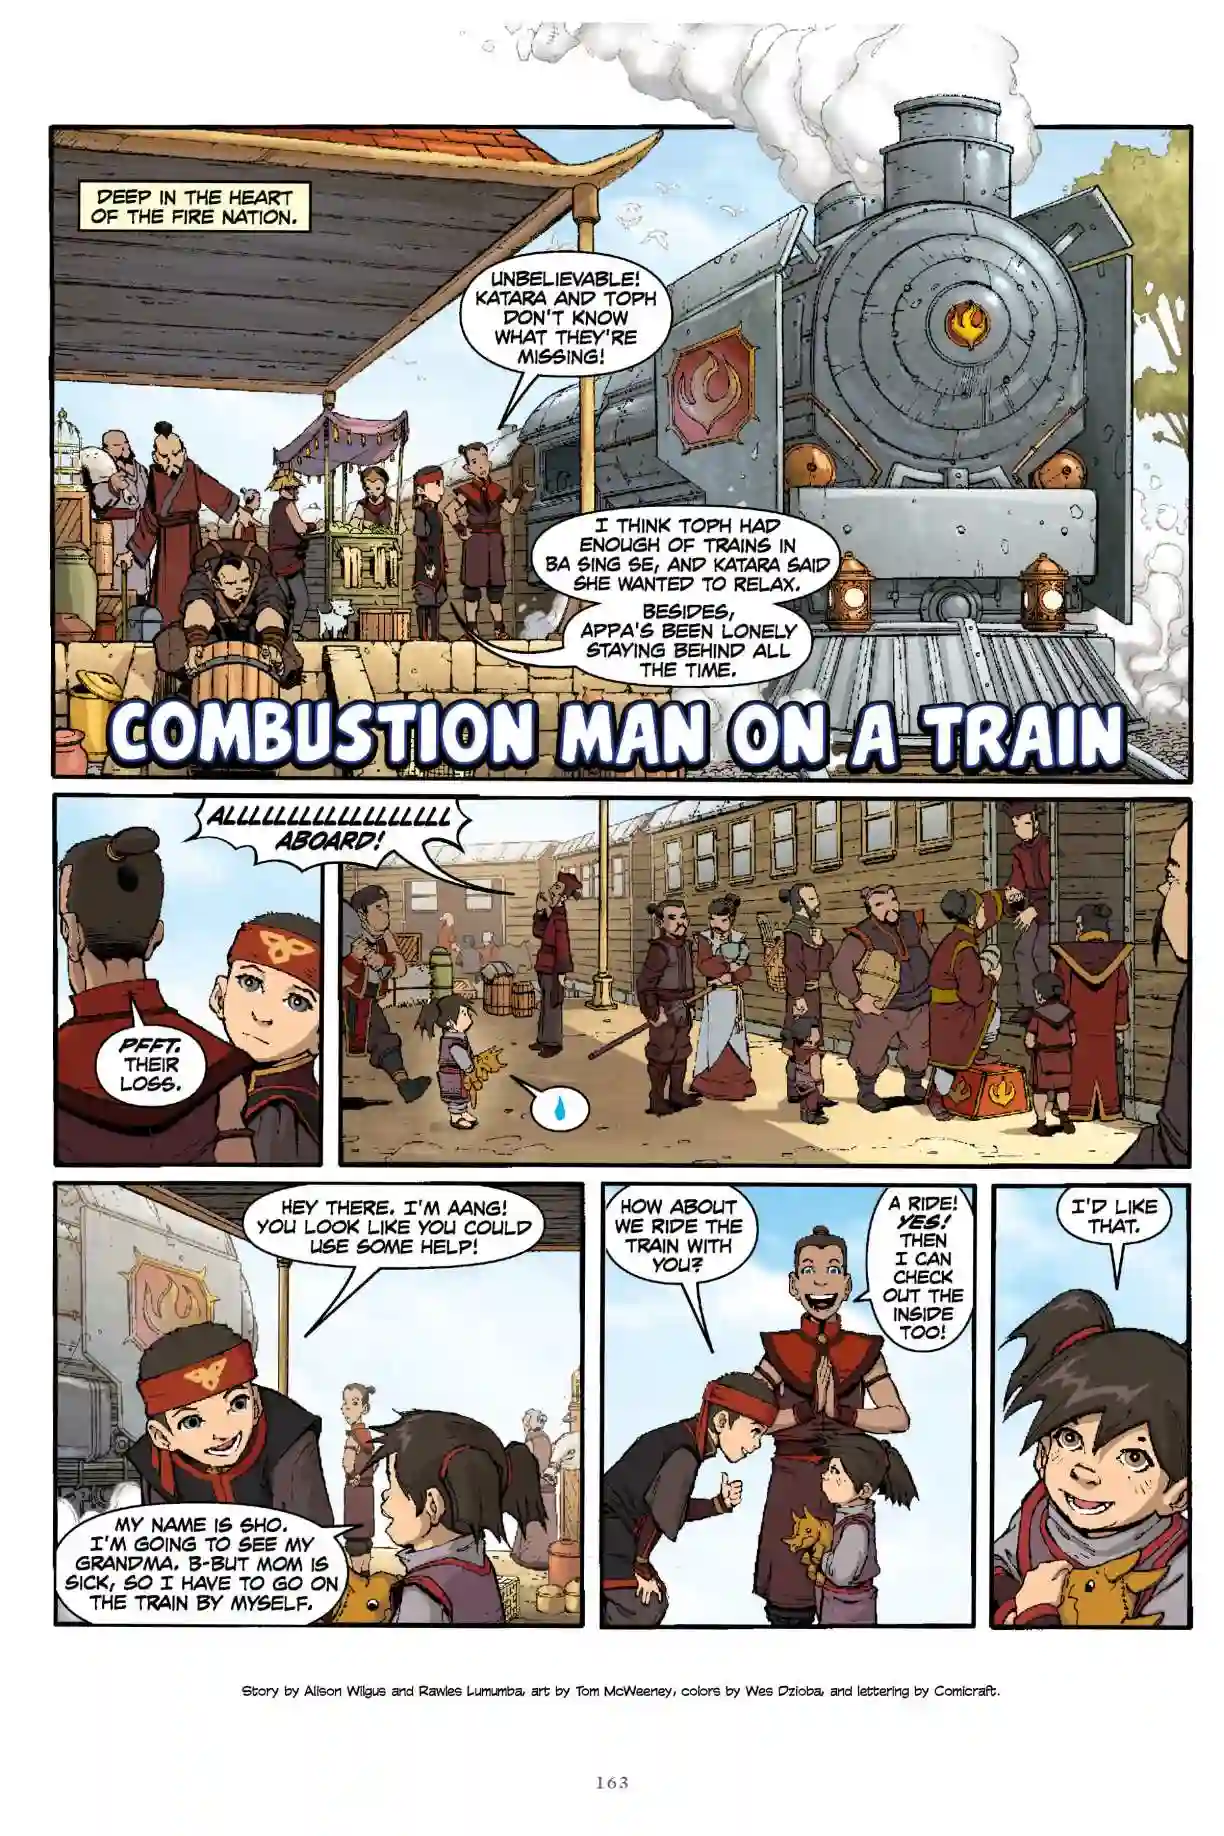 DEEP IN THE HEART
OF THE FIRE NATION.
UNBELIEVABLE!
KATARA AND TOPH
DON'T KNOW
WHAT THEY'RE
MISSING!
I THINK TOPH HAD
ENOUGH OF TRAINS IN
BA SING SE, AND KATARA SAID
SHE WANTED TO RELAX.
BESIDES,
APPA'S BEEN LONELY
STAYING BEHIND ALL
THE TIME.
COMBUSTION MAN ON A TRAIN
PFFT.
THEIR
LOSS.
ALLLLLLLLLLLLLLLLLL
ABOARD!
HEY THERE. I'M AANG!
YOU LOOK LIKE YOU COULD
USE SOME HELP!
MY NAME IS SHO.
I'M GOING TO SEE MY
GRANDMA. B-BUT MOM IS
SICK, SO I HAVE TO GO ON
THE TRAIN BY MYSELF.
HOW ABOUT
WE RIDE THE
TRAIN WITH
YOU?
A RIDE!
YES!
THEN
I CAN
CHECK
OUT THE
INSIDE
TOO!
I'D LIKE
THAT.
Story by Alison Wilgus and Rawles Lumumba, art by Tom McWeeney, colors by Wes Dzioba, and lettering by Comicraft.
163